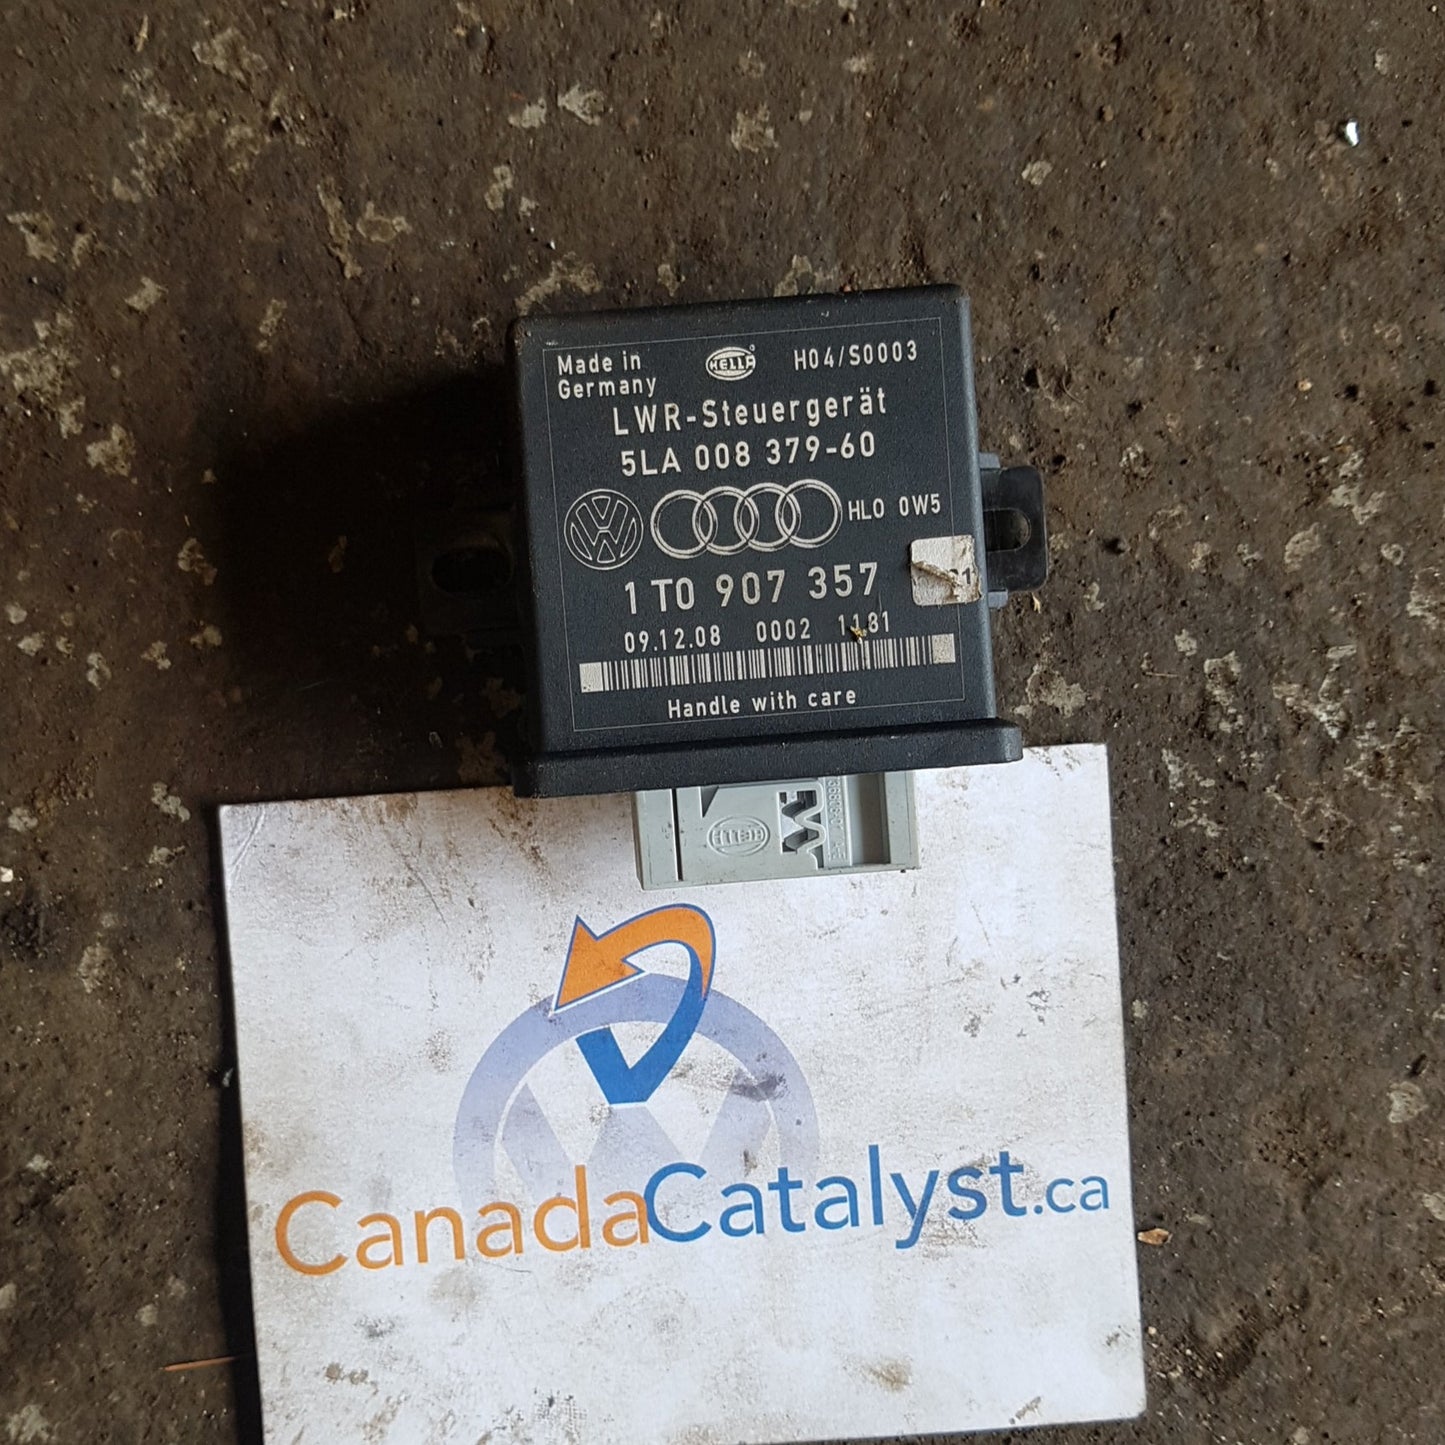 Made in
Germany
HELLA
H04/S0003
LWR-Steuergerät
5LA 008 379-60
HLO 0W5
1T0 907 357
09.12.08 0002 1181
Handle with care
HELLA
CanadaCatalyst.ca